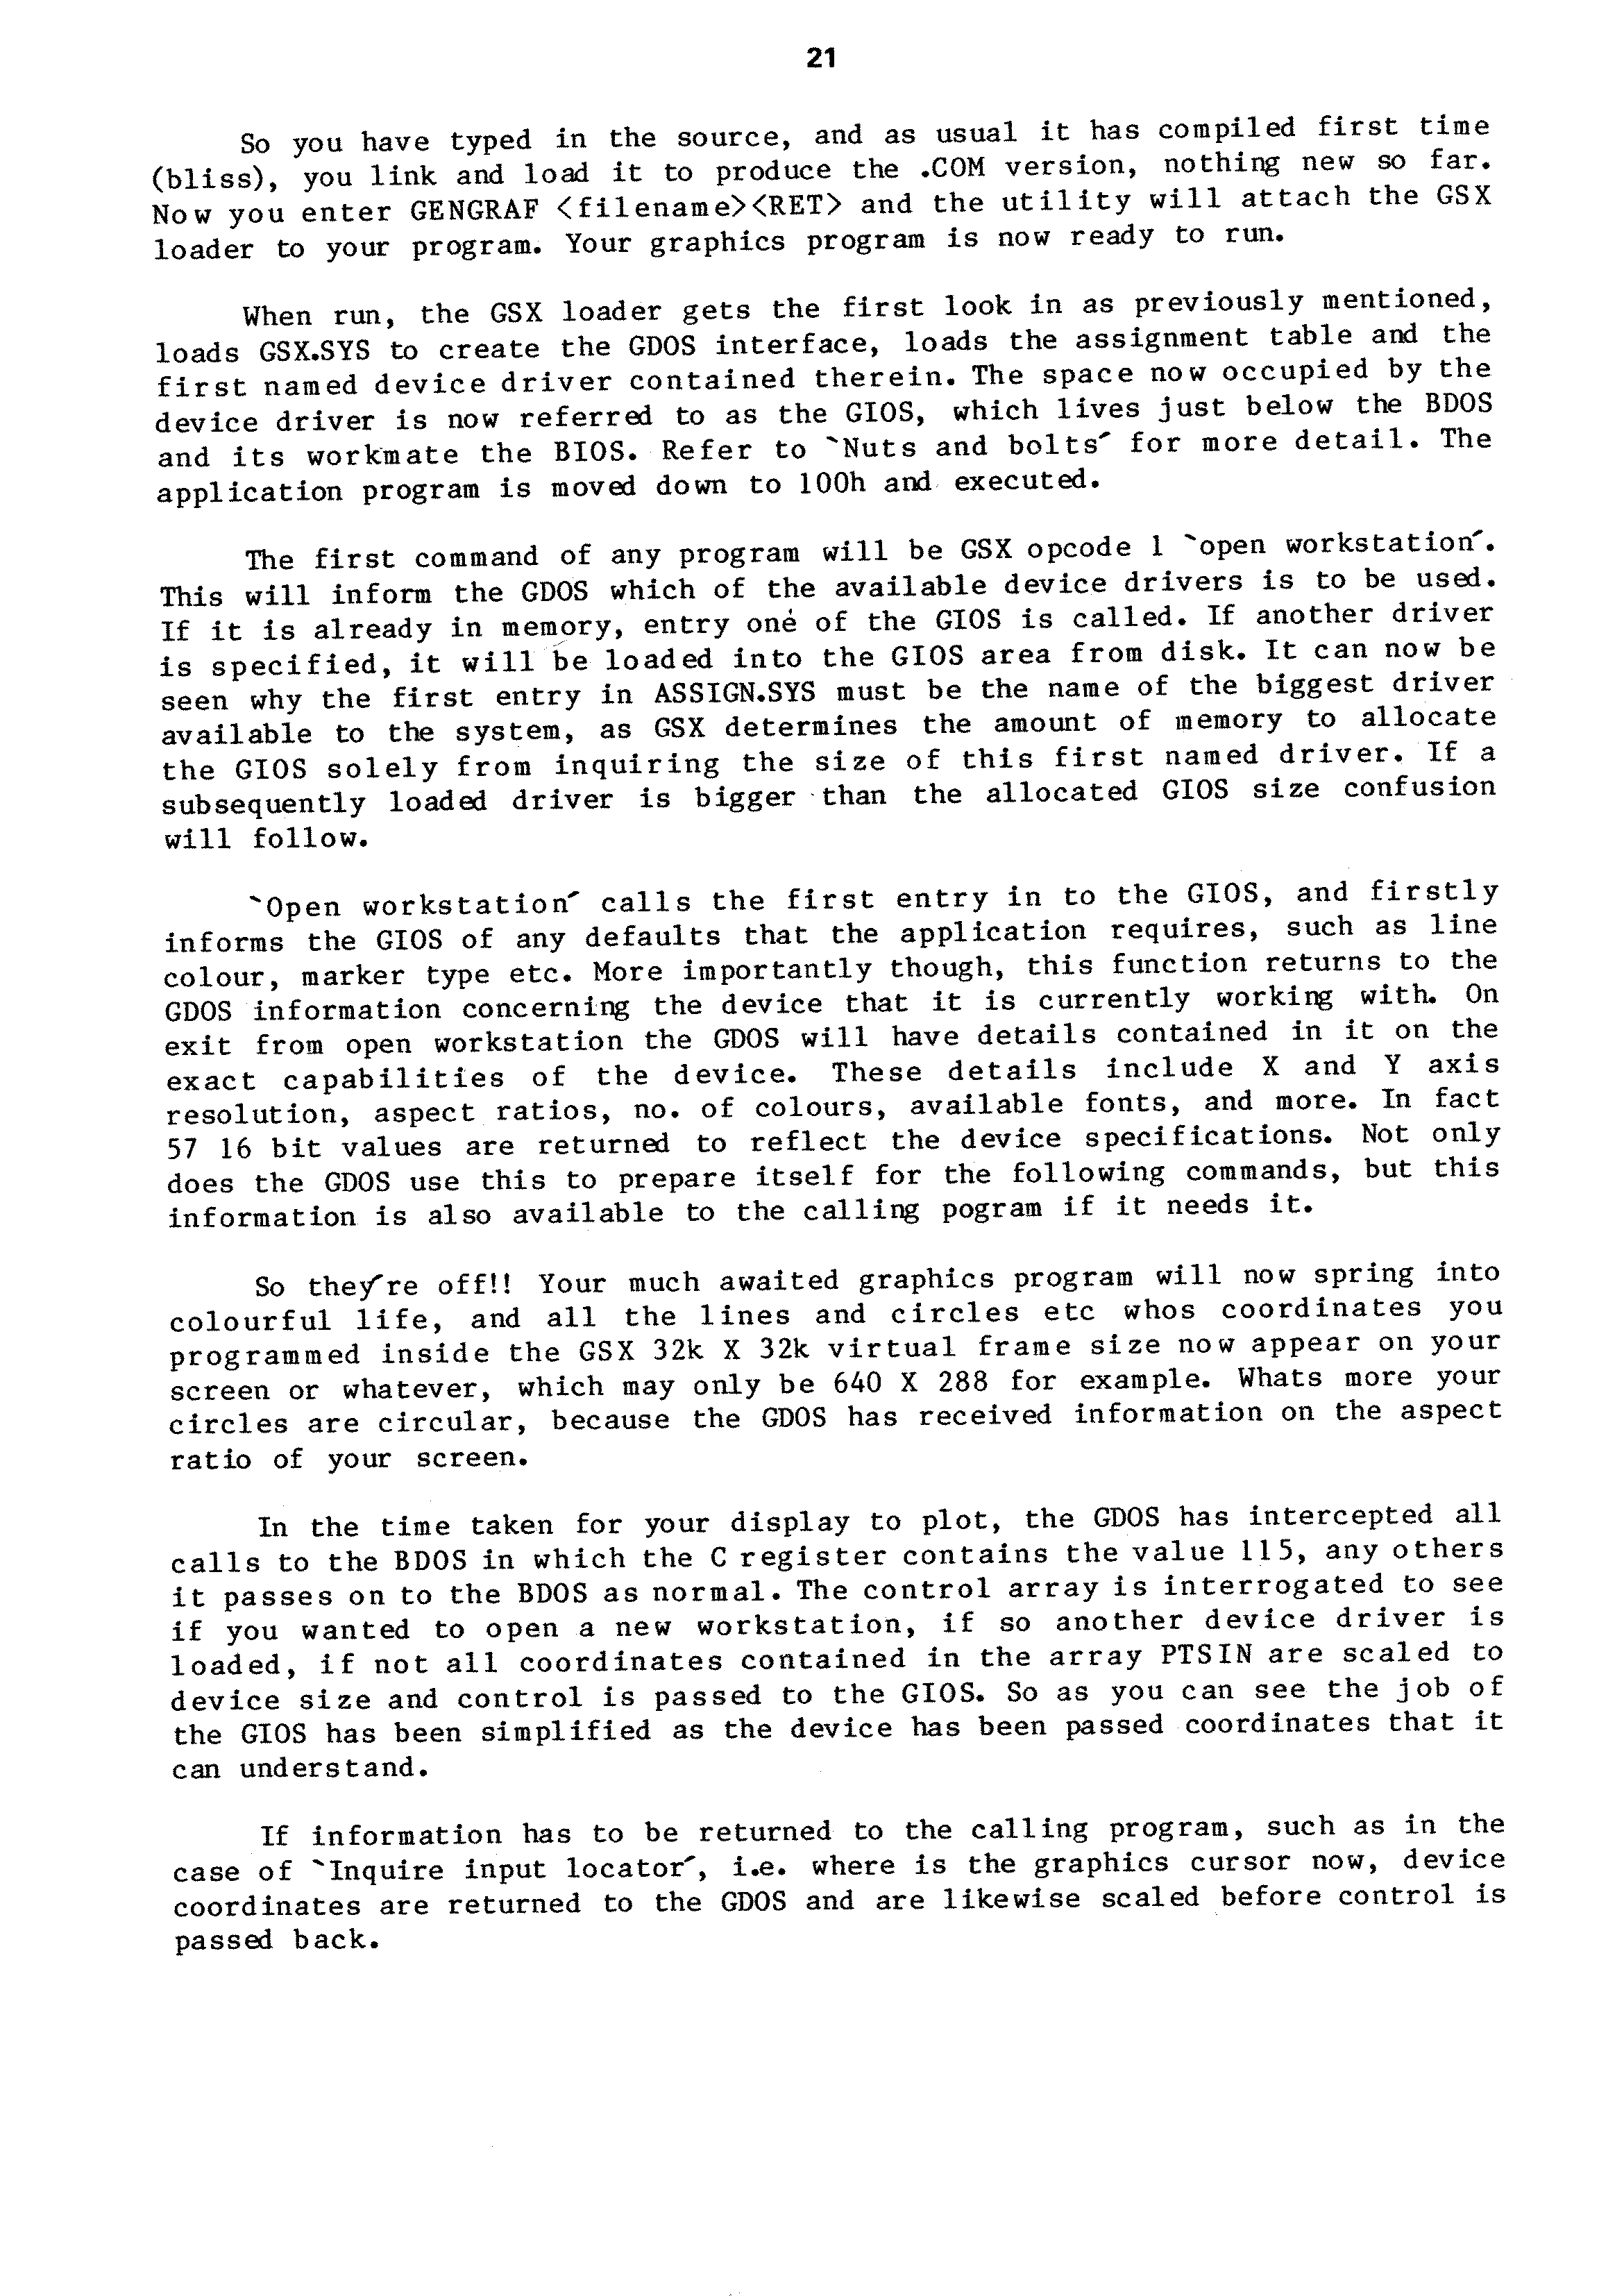 21
So you have typed in the source, and as usual it has compiled first time
(bliss), you link and load it to produce the .COM version, nothing new so far.
Now you enter GENGRAF <filename><RET> and the utility will attach the GSX
loader to your program. Your graphics program is now ready to run.
When run, the GSX loader gets the first look in as previously mentioned,
loads GSX.SYS to create the GDOS interface, loads the assignment table and the
first named device driver contained therein. The space now occupied by the
device driver is now referred to as the GIOS, which lives just below the BDOS
and its workmate the BIOS. Refer to `Nuts and bolts´ for more detail. The
application program is moved down to 100h and executed.
The first command of any program will be GSX opcode 1 `open workstation´.
This will inform the GDOS which of the available device drivers is to be used.
If it is already in memory, entry one of the GIOS is called. If another driver
is specified, it will be loaded into the GIOS area from disk. It can now be
seen why the first entry in ASSIGN.SYS must be the name of the biggest driver
available to the system, as GSX determines the amount of memory to allocate
the GIOS solely from inquiring the size of this first named driver. If a
subsequently loaded driver is bigger than the allocated GIOS size confusion
will follow.
`Open workstation´ calls the first entry in to the GIOS, and firstly
informs the GIOS of any defaults that the application requires, such as line
colour, marker type etc. More importantly though, this function returns to the
GDOS information concerning the device that it is currently working with. On
exit from open workstation the GDOS will have details contained in it on the
exact capabilities of the device. These details include X and Y axis
resolution, aspect ratios, no. of colours, available fonts, and more. In fact
57 16 bit values are returned to reflect the device specifications. Not only
does the GDOS use this to prepare itself for the following commands, but this
information is also available to the calling pogram if it needs it.
So they´re off!! Your much awaited graphics program will now spring into
colourful life, and all the lines and circles etc whos coordinates you
programmed inside the GSX 32k X 32k virtual frame size now appear on your
screen or whatever, which may only be 640 X 288 for example. Whats more your
circles are circular, because the GDOS has received information on the aspect
ratio of your screen.
In the time taken for your display to plot, the GDOS has intercepted all
calls to the BDOS in which the C register contains the value 115, any others
it passes on to the BDOS as normal. The control array is interrogated to see
if you wanted to open a new workstation, if so another device driver is
loaded, if not all coordinates contained in the array PTSIN are scaled to
device size and control is passed to the GIOS. So as you can see the job of
the GIOS has been simplified as the device has been passed coordinates that it
can understand.
If information has to be returned to the calling program, such as in the
case of `Inquire input locator´, i.e. where is the graphics cursor now, device
coordinates are returned to the GDOS and are likewise scaled before control is
passed back.